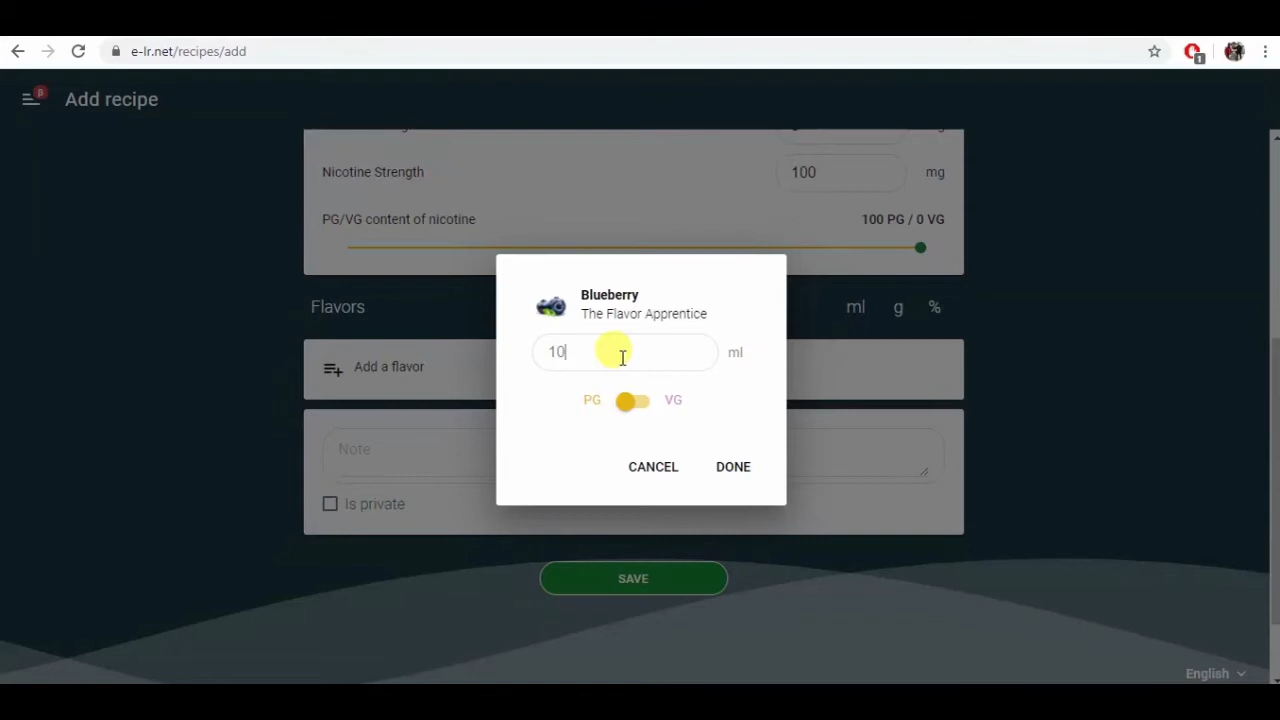 e-lr.net/recipes/add
1
β
Add recipe
Nicotine Strength 100 mg
PG/VG content of nicotine 100 PG / 0 VG
Blueberry
The Flavor Apprentice
10 ml
PG VG
CANCEL DONE
Flavors ml g %
Add a flavor
Note
Is private
SAVE
English